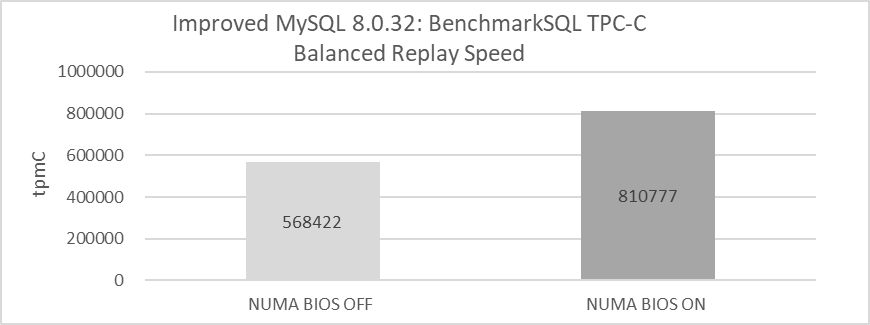 Improved MySQL 8.0.32: BenchmarkSQL TPC-C
Balanced Replay Speed
1000000
800000
600000
400000
200000
0
tpmC
568422
810777
NUMA BIOS OFF
NUMA BIOS ON